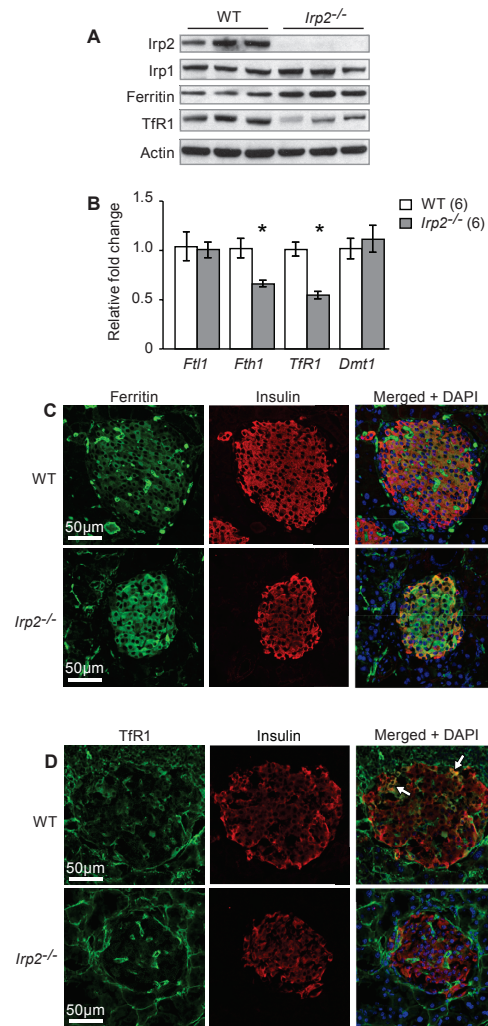 WT Irp2-/-
A
Irp2
Irp1
Ferritin
TfR1
Actin
B
Relative fold change
1.5
1.0
0.5
0
* *
WT (6)
Irp2-/- (6)
Ftl1 Fth1 TfR1 Dmt1
C
Ferritin Insulin Merged + DAPI
WT
50µm
Irp2-/-
50µm
D
TfR1 Insulin Merged + DAPI
WT
50µm
Irp2-/-
50µm